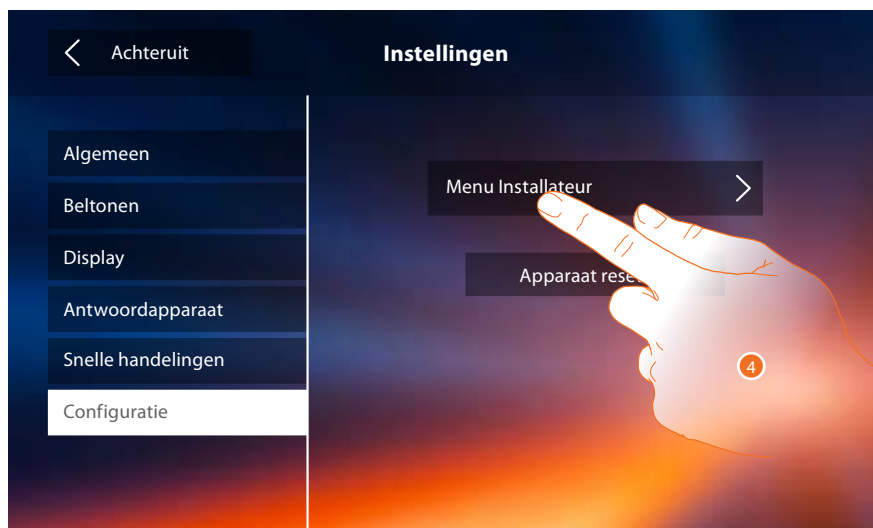 Achteruit
Instellingen
Algemeen
Beltonen
Display
Antwoordapparaat
Snelle handelingen
Configuratie
Menu Installateur
Apparaat
4